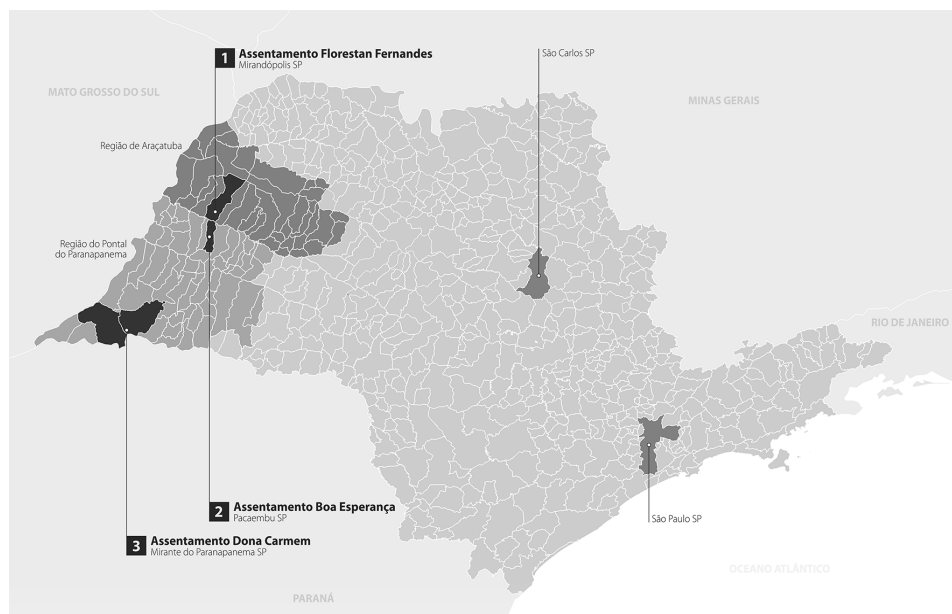 1 Assentamento Florestan Fernandes
Mirandópolis SP
São Carlos SP
MATO GROSSO DO SUL
MINAS GERAIS
Região de Araçatuba
Região do Pontal
do Paranapanema
RIO DE JANEIRO
2 Assentamento Boa Esperança
Pacaembu SP
São Paulo SP
3 Assentamento Dona Carmem
Mirante do Paranapanema SP
OCEANO ATLÂNTICO
PARANÁ